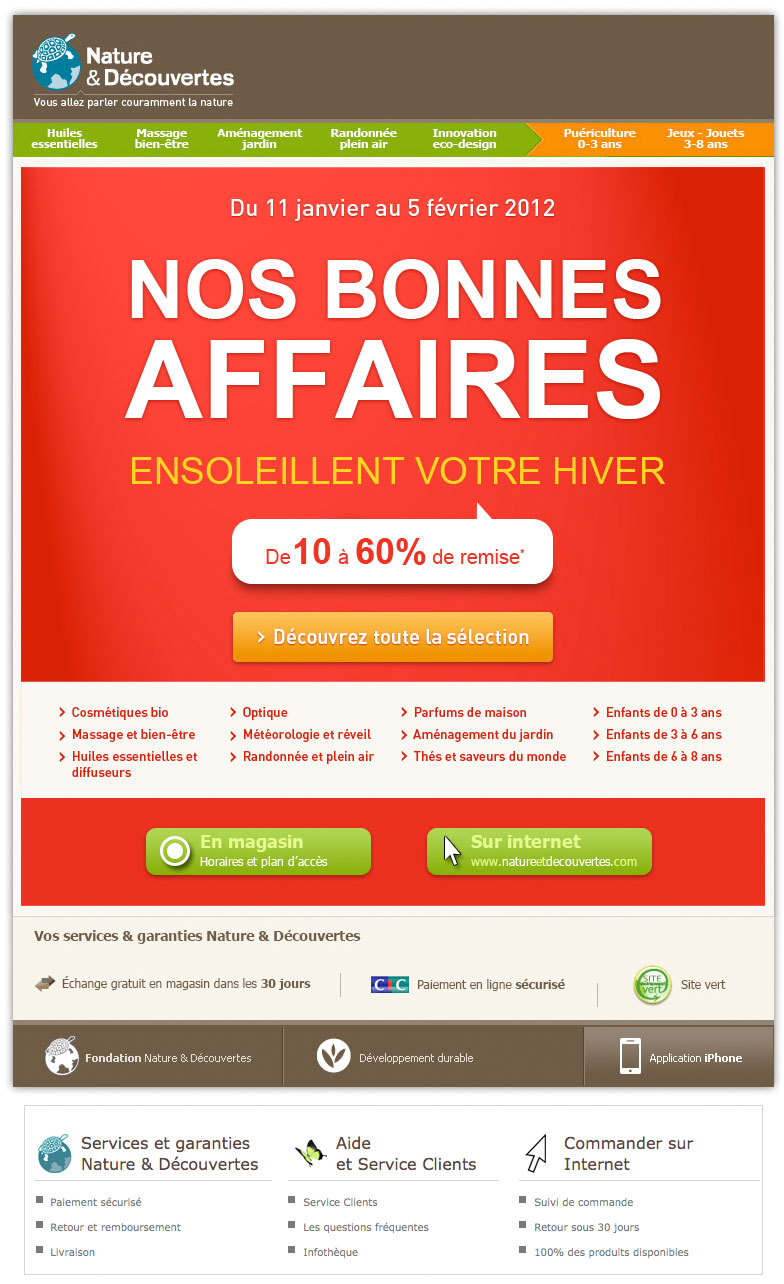 Nature
& Découvertes
Vous allez parler couramment la nature
Huiles
essentielles
Massage
bien-être
Aménagement
jardin
Randonnée
plein air
Innovation
eco-design
Puériculture
0-3 ans
Jeux - Jouets
3-8 ans
Du 11 janvier au 5 février 2012
NOS BONNES
AFFAIRES
ENSOLEILLENT VOTRE HIVER
De 10 à 60% de remise*
› Découvrez toute la sélection
› Cosmétiques bio
› Massage et bien-être
› Huiles essentielles et
diffuseurs
› Optique
› Météorologie et réveil
› Randonnée et plein air
› Parfums de maison
› Aménagement du jardin
› Thés et saveurs du monde
› Enfants de 0 à 3 ans
› Enfants de 3 à 6 ans
› Enfants de 6 à 8 ans
En magasin
Horaires et plan d'accès
Sur internet
www.natureetdecouvertes.com
Vos services & garanties Nature & Découvertes
Échange gratuit en magasin dans les 30 jours
CIC
Paiement en ligne sécurisé
SITE
vert
Site vert
Fondation Nature & Découvertes
Développement durable
Application iPhone
Services et garanties
Nature & Découvertes
Paiement sécurisé
Retour et remboursement
Livraison
Aide
et Service Clients
Service Clients
Les questions fréquentes
Infothèque
Commander sur
Internet
Suivi de commande
Retour sous 30 jours
100% des produits disponibles